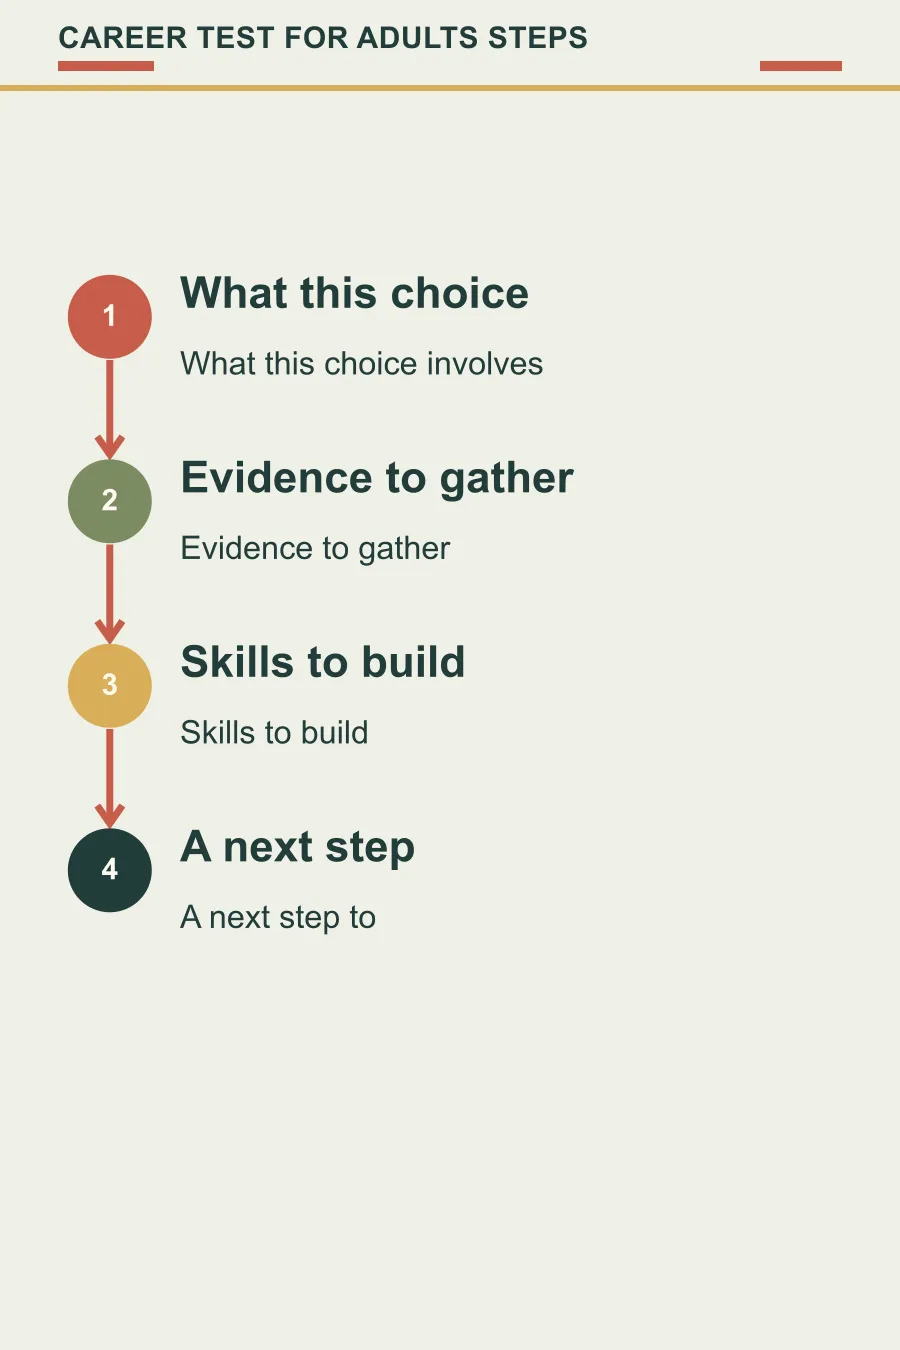 CAREER TEST FOR ADULTS STEPS
1
What this choice
What this choice involves
2
Evidence to gather
Evidence to gather
3
Skills to build
Skills to build
4
A next step
A next step to